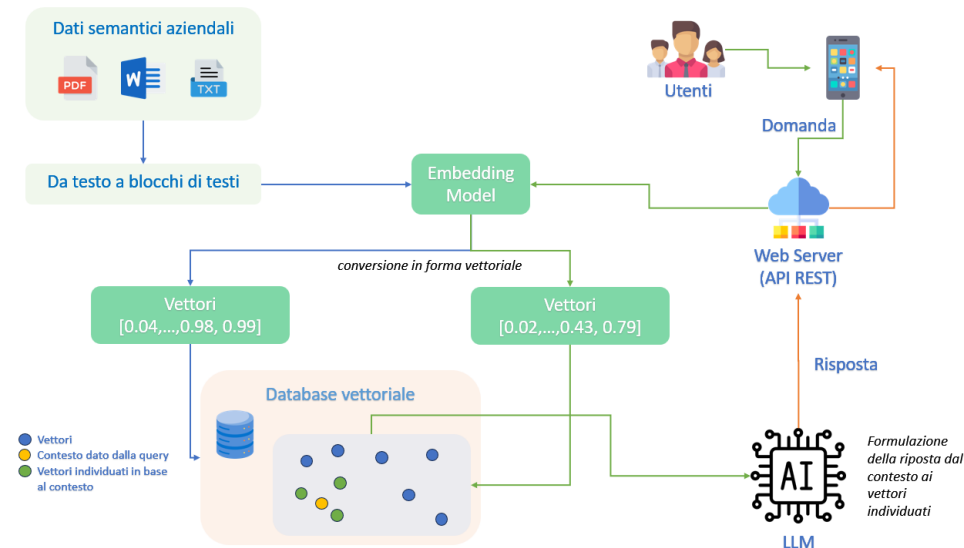 Dati semantici aziendali
PDF
W
TXT
Utenti
Domanda
Da testo a blocchi di testi
Embedding
Model
Web Server
(API REST)
conversione in forma vettoriale
Vettori
[0.04,...,0.98, 0.99]
Vettori
[0.02,...,0.43, 0.79]
Risposta
Database vettoriale
Vettori
Contesto dato dalla query
Vettori individuati in base
al contesto
AI
LLM
Formulazione
della riposta dal
contesto ai
vettori
individuati